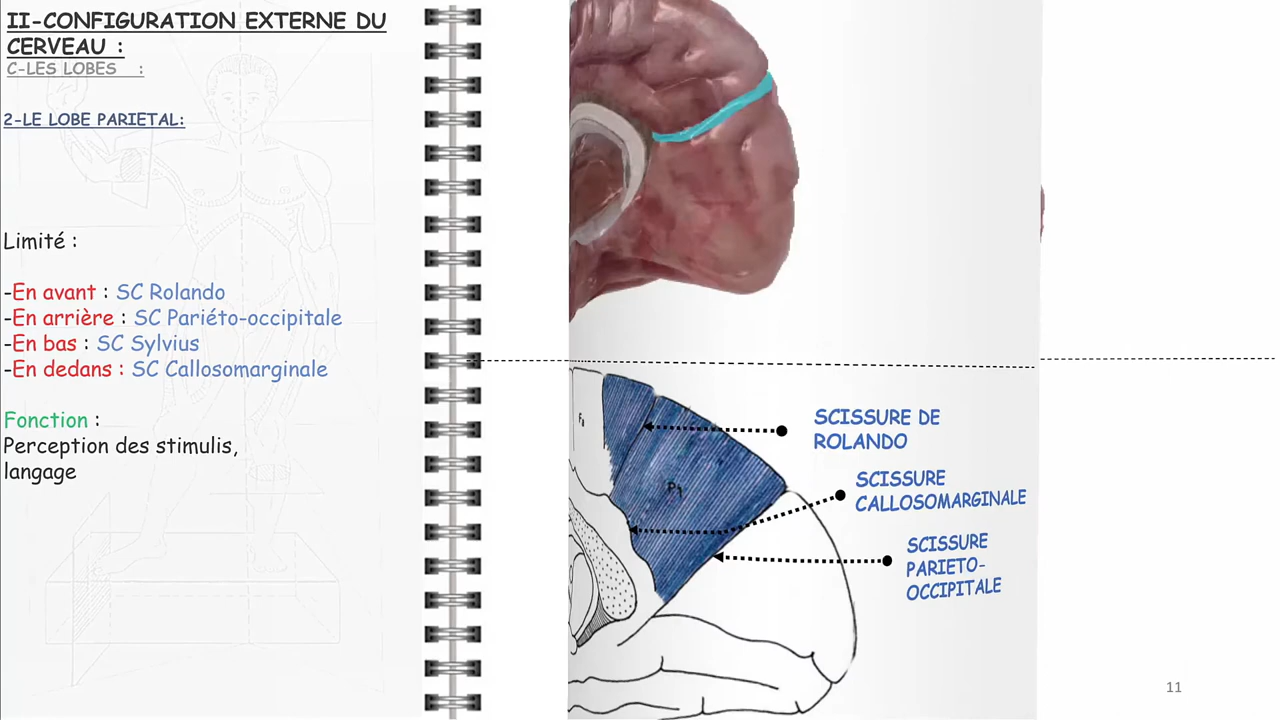 II-CONFIGURATION EXTERNE DU
CERVEAU :
C-LES LOBES :
2-LE LOBE PARIETAL:
Limité :
-En avant : SC Rolando
-En arrière : SC Pariéto-occipitale
-En bas : SC Sylvius
-En dedans : SC Callosomarginale
Fonction :
Perception des stimulis,
langage
SCISSURE DE
ROLANDO
SCISSURE
CALLOSOMARGINALE
SCISSURE
PARIETO-
OCCIPITALE
P1
11